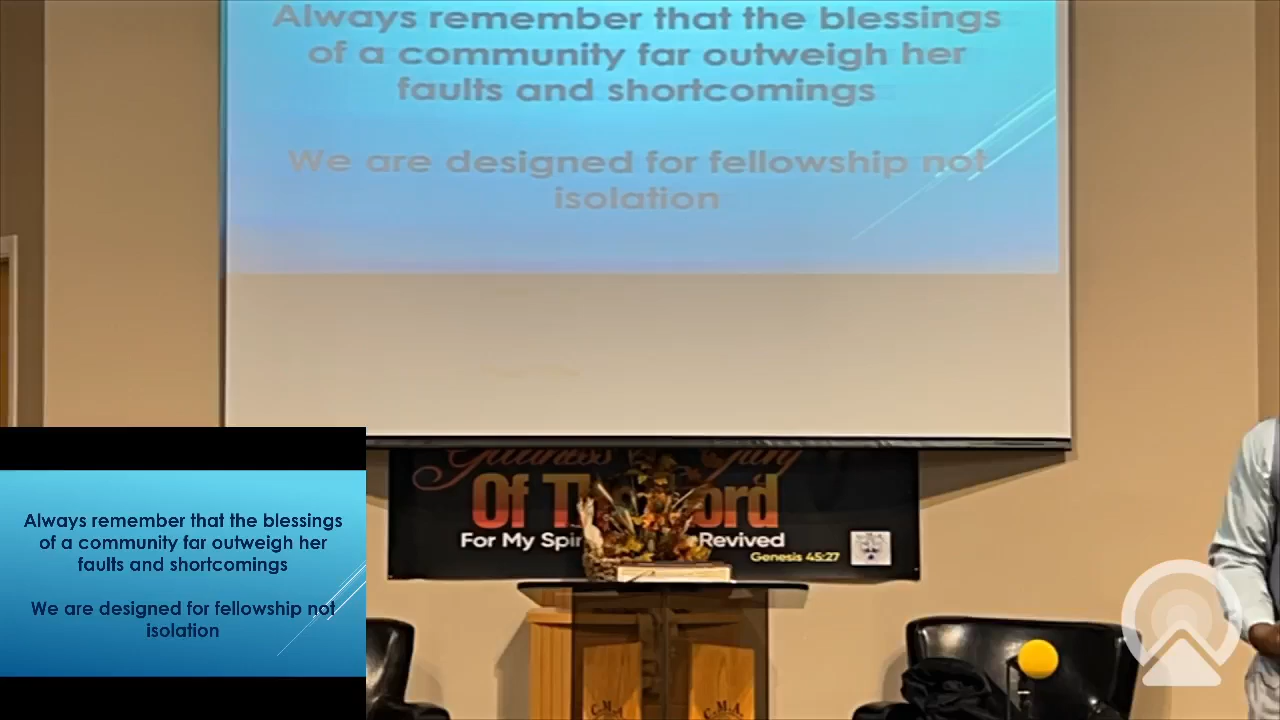 Always remember that the blessings
of a community far outweigh her
faults and shortcomings
We are designed for fellowship not
isolation
Of The Lord
For My Revived
Genesis 45:27
C.M.A.
C.M.A.
Always remember that the blessings
of a community far outweigh her
faults and shortcomings
We are designed for fellowship not
isolation